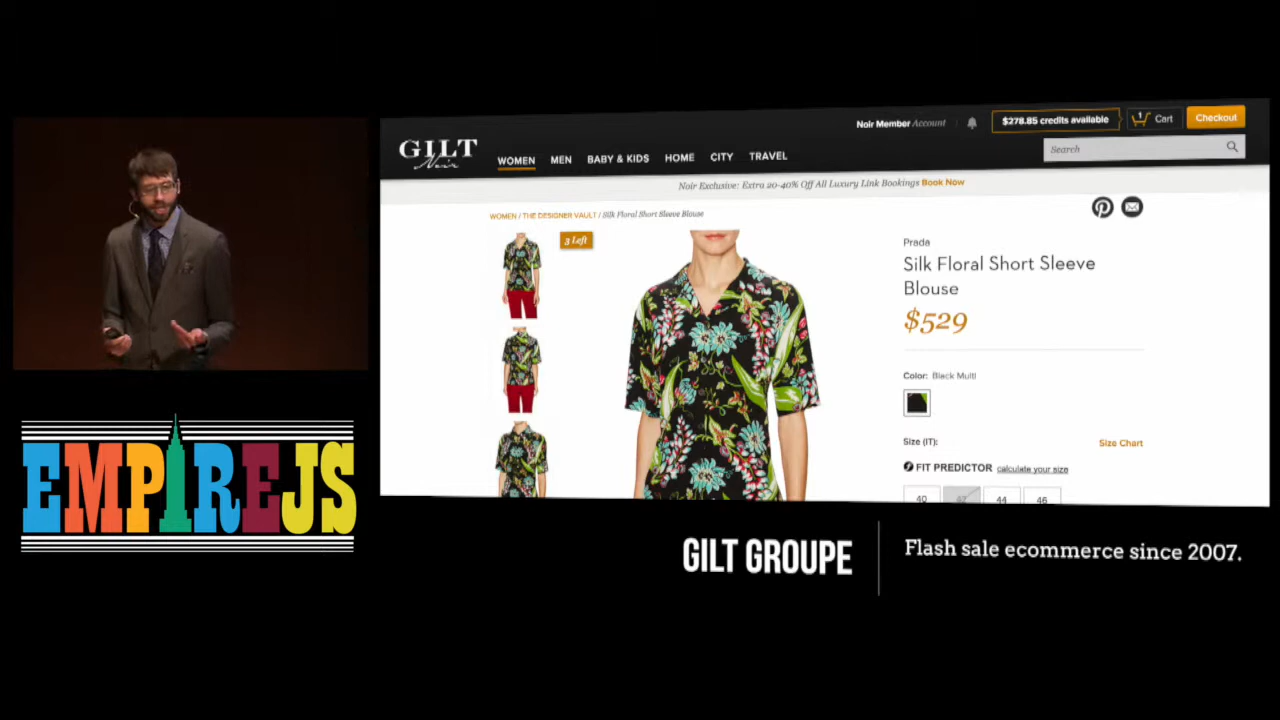 Noir Member Account
$278.85 credits available
1
Cart
Checkout
GILT
Noir
WOMEN MEN BABY & KIDS HOME CITY TRAVEL
Search
Noir Exclusive: Extra 20-40% Off All Luxury Link Bookings Book Now
WOMEN / THE DESIGNER VAULT / Silk Floral Short Sleeve Blouse
3 Left
Prada
Silk Floral Short Sleeve
Blouse
$529
Color: Black Multi
Size (IT):
Size Chart
FIT PREDICTOR calculate your size
40 42 44 46
EMPIREJS
GILT GROUPE
Flash sale ecommerce since 2007.